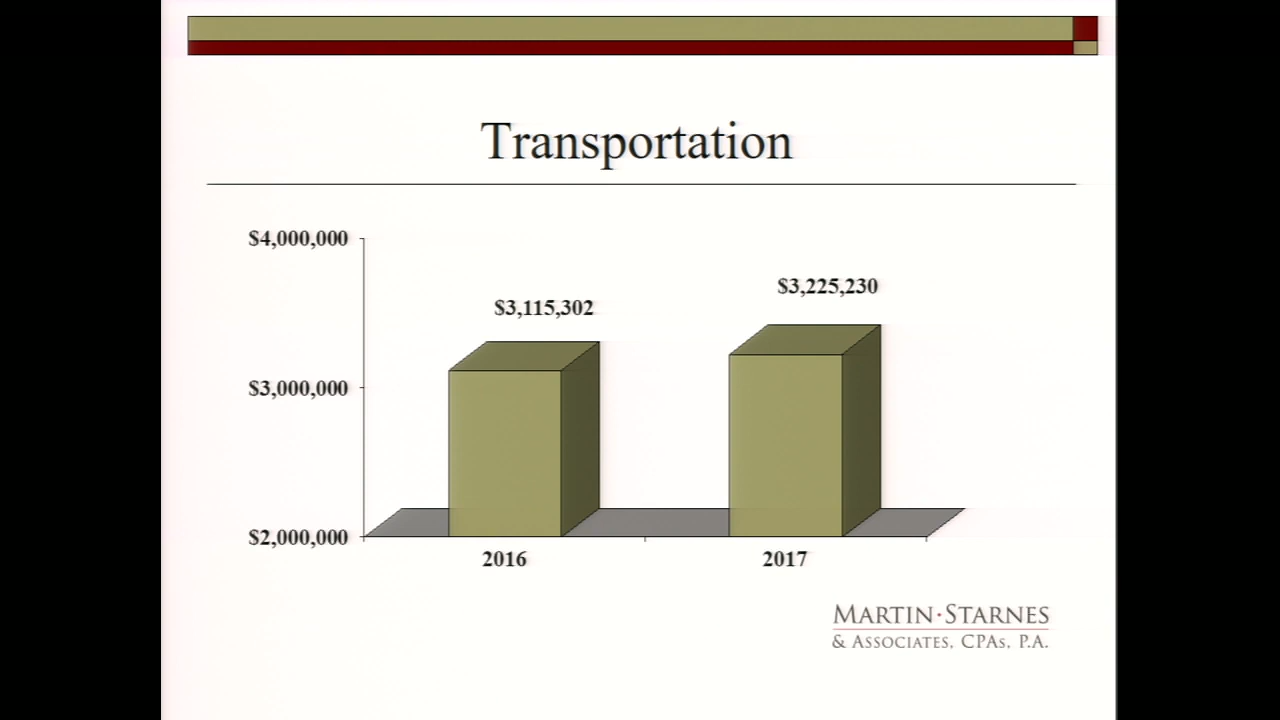 Transportation
$4,000,000
$3,115,302
$3,225,230
$3,000,000
$2,000,000
2016
2017
MARTIN·STARNES
& ASSOCIATES, CPAs, P.A.